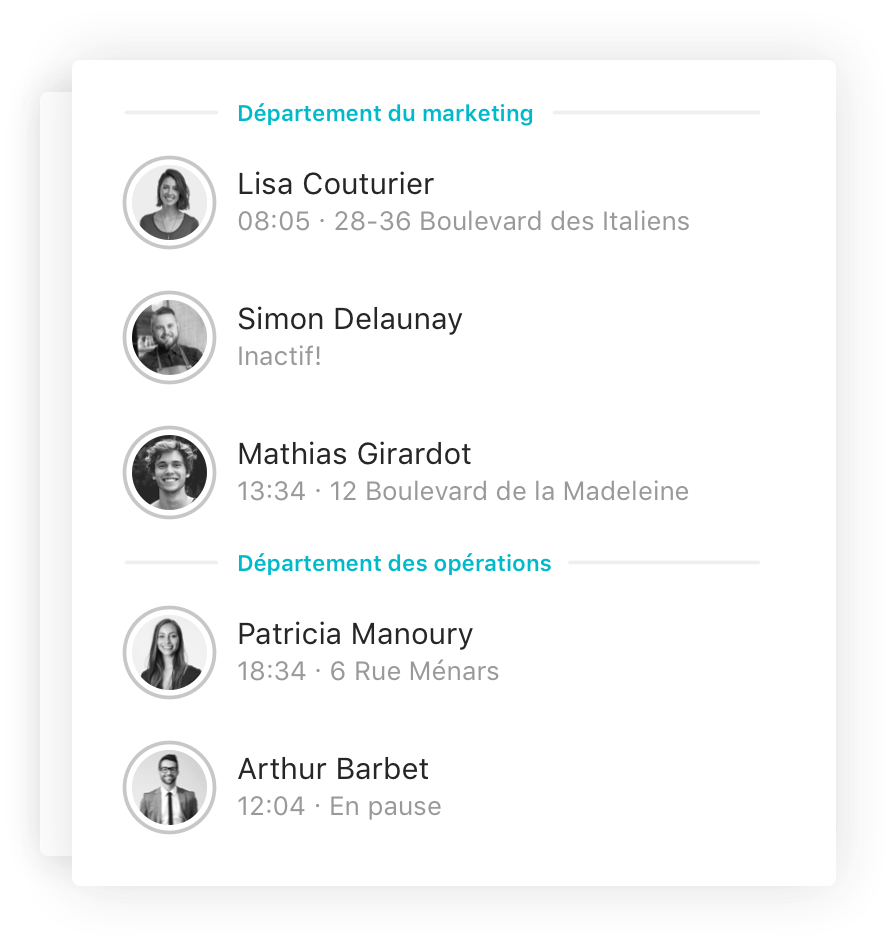 Département du marketing
Lisa Couturier
08:05 · 28-36 Boulevard des Italiens
Simon Delaunay
Inactif!
Mathias Girardot
13:34 · 12 Boulevard de la Madeleine
Département des opérations
Patricia Manoury
18:34 · 6 Rue Ménars
Arthur Barbet
12:04 · En pause